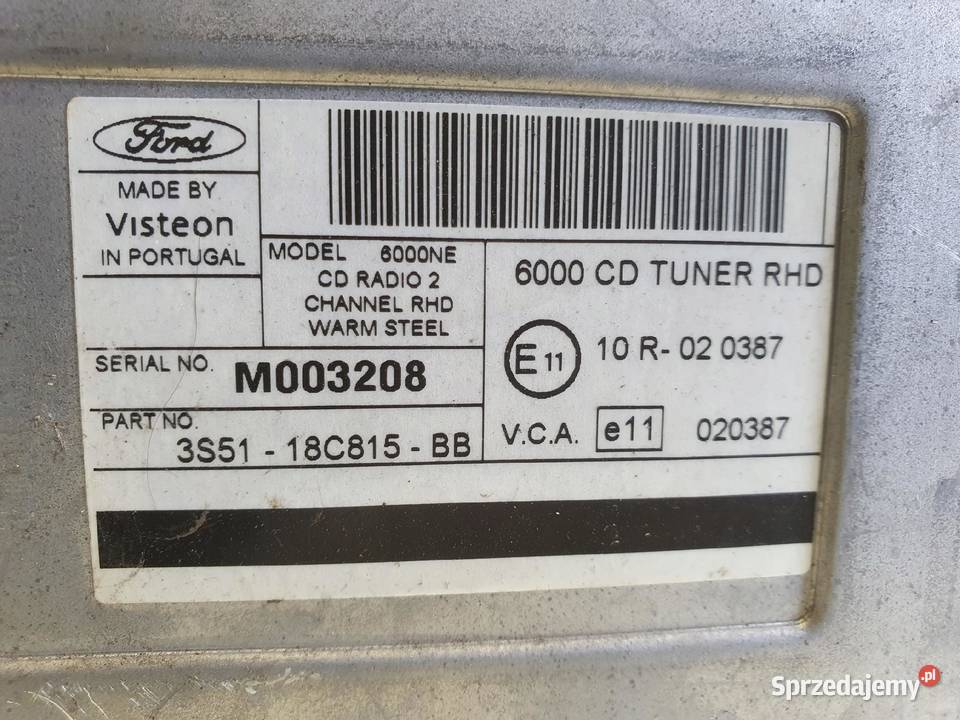 Ford
MADE BY
Visteon
IN PORTUGAL
MODEL 6000NE
CD RADIO 2
CHANNEL RHD
WARM STEEL
SERIAL NO. M003208
PART NO.
3S51 - 18C815 - BB
6000 CD TUNER RHD
E11 10 R- 02 0387
V.C.A. e11 020387
Sprzedajemy.pl